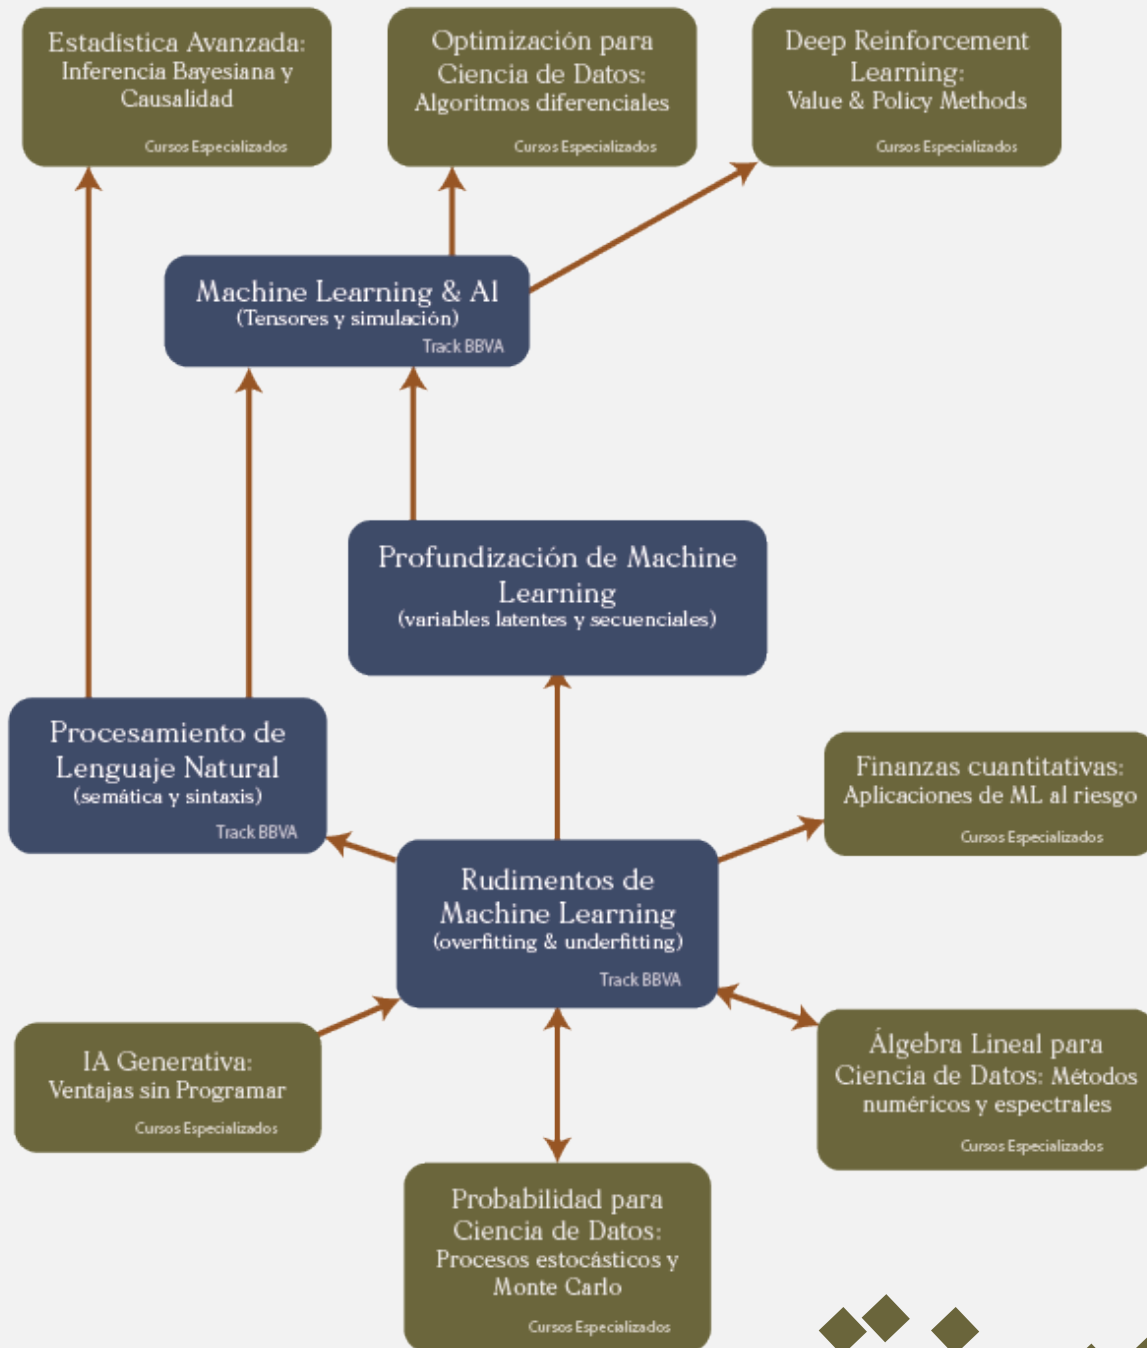 Estadística Avanzada:
Inferencia Bayesiana y
Causalidad
Cursos Especializados
Optimización para
Ciencia de Datos:
Algoritmos diferenciales
Cursos Especializados
Deep Reinforcement
Learning:
Value & Policy Methods
Cursos Especializados
Machine Learning & AI
(Tensores y simulación)
Track BBVA
Profundización de Machine
Learning
(variables latentes y secuenciales)
Procesamiento de
Lenguaje Natural
(semática y sintaxis)
Track BBVA
Finanzas cuantitativas:
Aplicaciones de ML al riesgo
Cursos Especializados
Rudimentos de
Machine Learning
(overfitting & underfitting)
Track BBVA
IA Generativa:
Ventajas sin Programar
Cursos Especializados
Álgebra Lineal para
Ciencia de Datos: Métodos
numéricos y espectrales
Cursos Especializados
Probabilidad para
Ciencia de Datos:
Procesos estocásticos y
Monte Carlo
Cursos Especializados